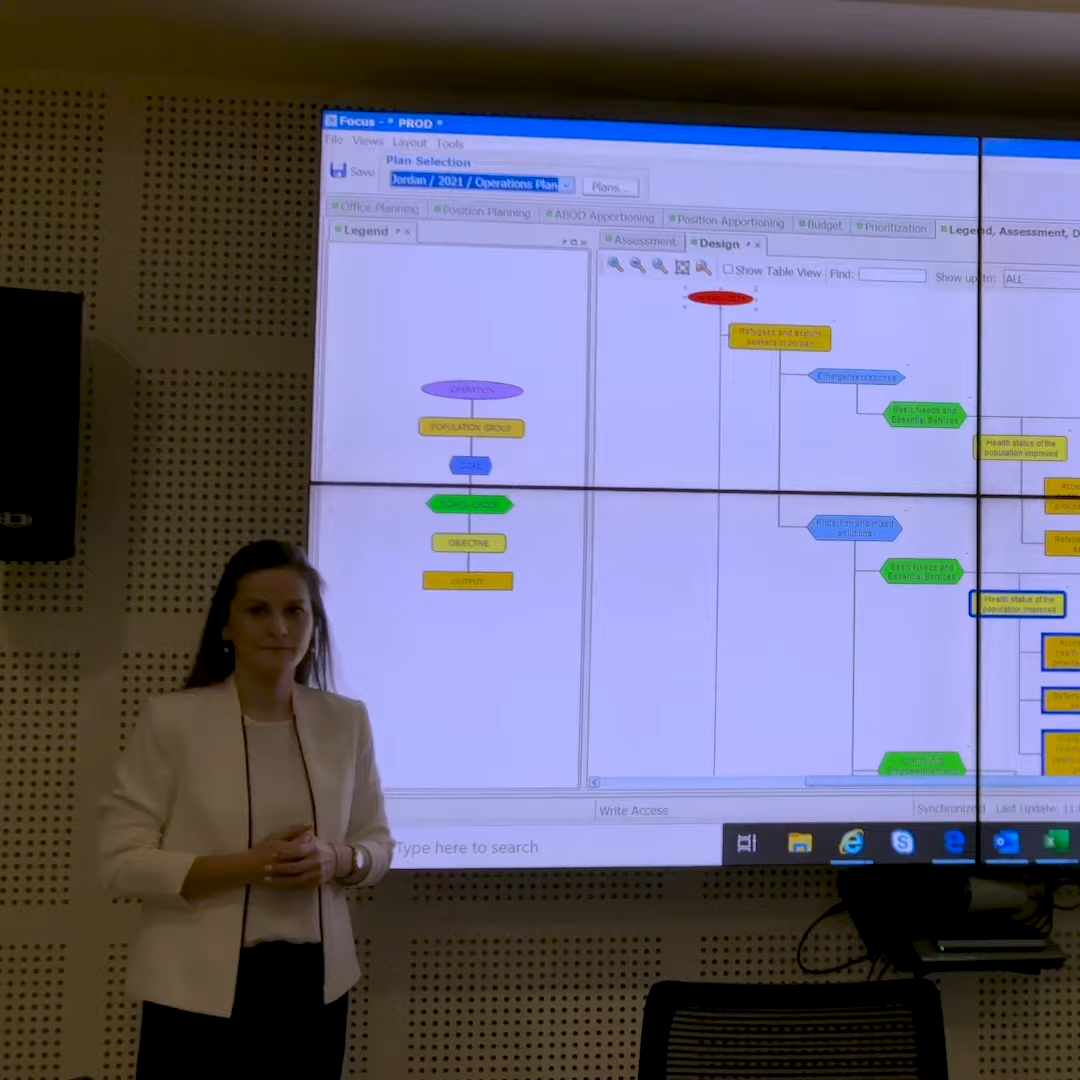 Focus - * PROD *
File Views Layout Tools
Save
Plan Selection
Jordan / 2021 / Operations Plan
Plans...
Office Planning
Position Planning
ABOD Apportioning
Position Apportioning
Budget
Prioritization
Legend, Assessment, D
Legend
Assessment
Design
Show Table View
Find:
Show up to:
ALL
Jordan - 2021
Refugees and asylum
seekers in Jordan
Emergency response
Basic Needs and
Essential Services
Health status of the
population improved
OPERATION
POPULATION GROUP
GOAL
RIGHTS GROUP
OBJECTIVE
OUTPUT
Protection and mixed
solutions
Basic Needs and
Essential Services
Health status of the
population improved
Write Access
Synchronized
Last Update:
Type here to search